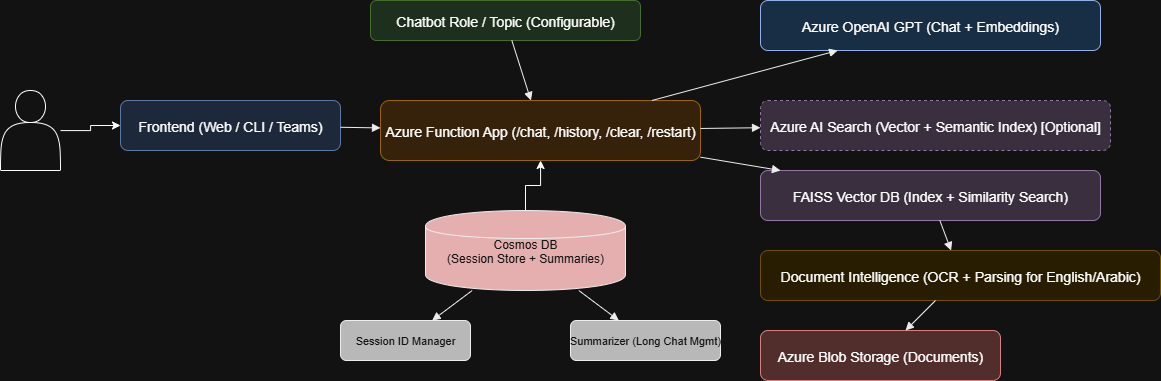 Chatbot Role / Topic (Configurable)
Azure OpenAI GPT (Chat + Embeddings)
Frontend (Web / CLI / Teams)
Azure Function App (/chat, /history, /clear, /restart)
Azure AI Search (Vector + Semantic Index) [Optional]
FAISS Vector DB (Index + Similarity Search)
Cosmos DB
(Session Store + Summaries)
Document Intelligence (OCR + Parsing for English/Arabic)
Session ID Manager
Summarizer (Long Chat Mgmt)
Azure Blob Storage (Documents)